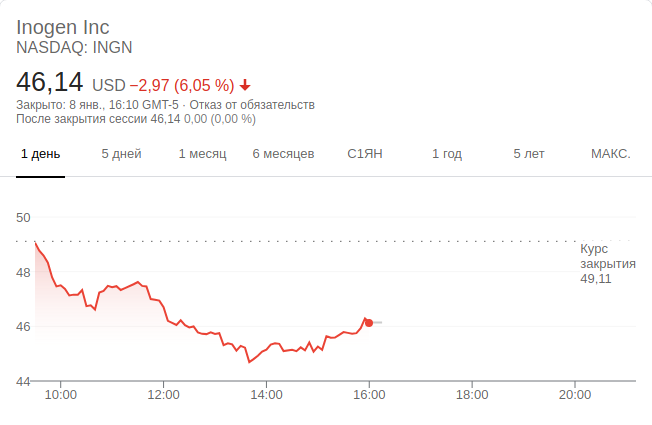 Inogen Inc
NASDAQ: INGN
46,14 USD −2,97 (6,05 %)
Закрыто: 8 янв., 16:10 GMT-5 · Отказ от обязательств
После закрытия сессии 46,14 0,00 (0,00 %)
1 день 5 дней 1 месяц 6 месяцев С1ЯН 1 год 5 лет МАКС.
50
Курс
закрытия
49,11
48
46
44
10:00 12:00 14:00 16:00 18:00 20:00